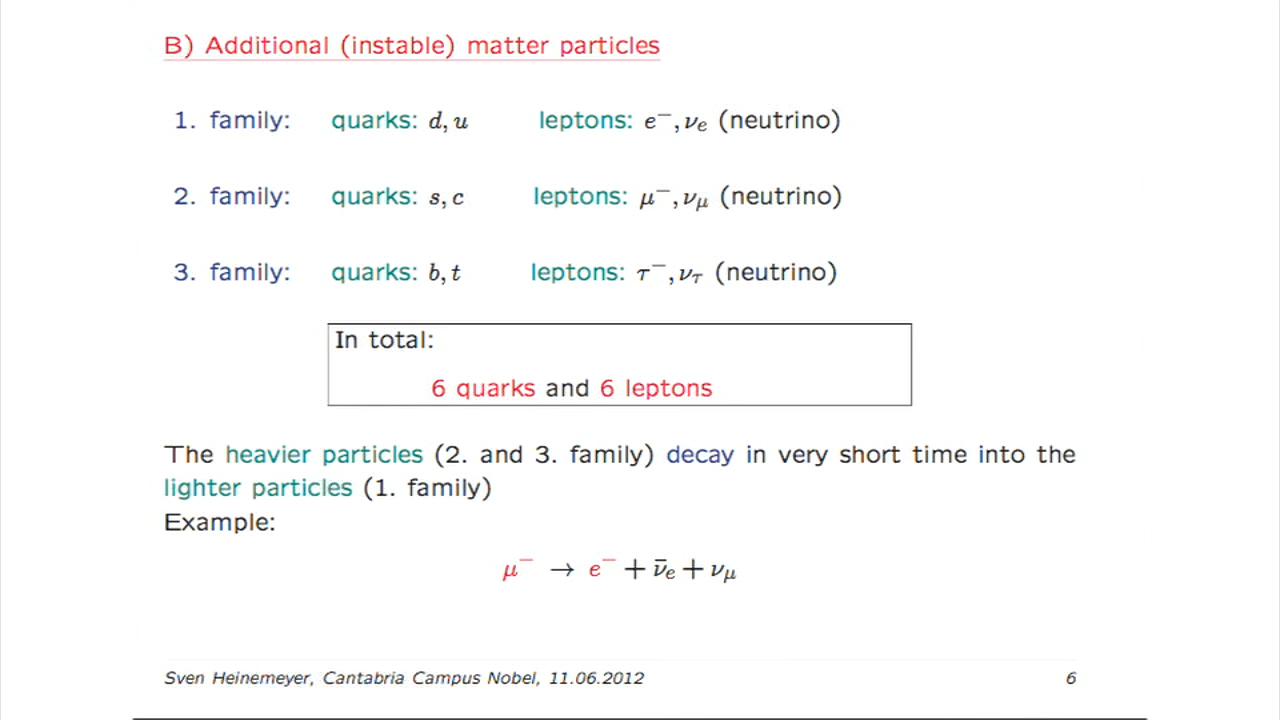 B) Additional (instable) matter particles
1. family: quarks: d, u leptons: e⁻, νₑ (neutrino)
2. family: quarks: s, c leptons: μ⁻, ν_μ (neutrino)
3. family: quarks: b, t leptons: τ⁻, ν_τ (neutrino)
In total:
6 quarks and 6 leptons
The heavier particles (2. and 3. family) decay in very short time into the
lighter particles (1. family)
Example:
μ⁻ → e⁻ + ν̄ₑ + ν_μ
Sven Heinemeyer, Cantabria Campus Nobel, 11.06.2012 6